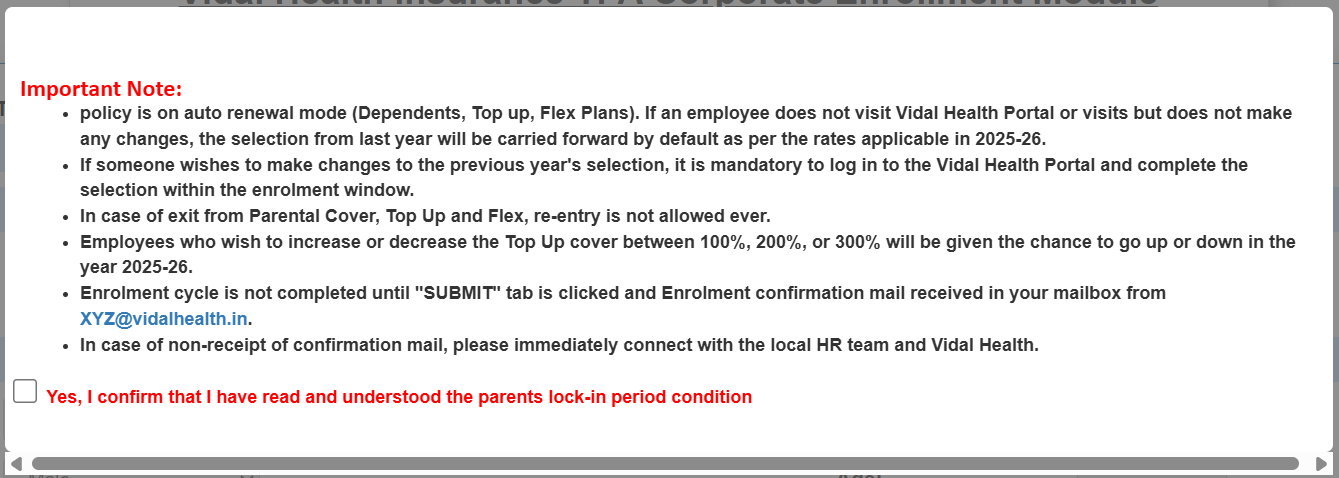 Vidal Health Insurance TPA Corporate Enrollment Module
Important Note:
policy is on auto renewal mode (Dependents, Top up, Flex Plans). If an employee does not visit Vidal Health Portal or visits but does not make
any changes, the selection from last year will be carried forward by default as per the rates applicable in 2025-26.
If someone wishes to make changes to the previous year's selection, it is mandatory to log in to the Vidal Health Portal and complete the
selection within the enrolment window.
In case of exit from Parental Cover, Top Up and Flex, re-entry is not allowed ever.
Employees who wish to increase or decrease the Top Up cover between 100%, 200%, or 300% will be given the chance to go up or down in the
year 2025-26.
Enrolment cycle is not completed until "SUBMIT" tab is clicked and Enrolment confirmation mail received in your mailbox from
XYZ@vidalhealth.in.
In case of non-receipt of confirmation mail, please immediately connect with the local HR team and Vidal Health.
Yes, I confirm that I have read and understood the parents lock-in period condition